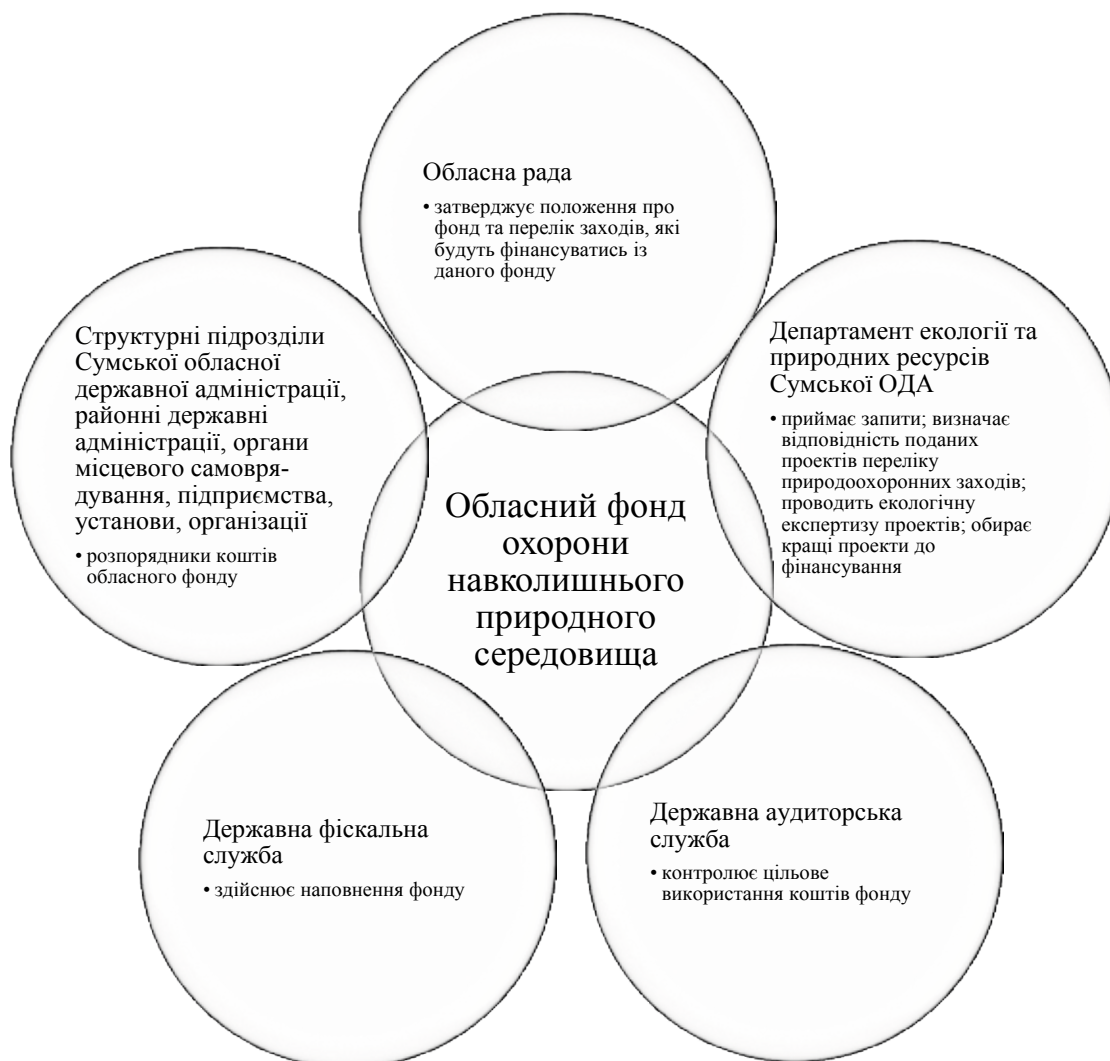 Обласна рада
• затверджує положення про
фонд та перелік заходів, які
будуть фінансуватись із
даного фонду
Структурні підрозділи
Сумської обласної
державної адміністрації,
районні державні
адміністрації, органи
місцевого самовря-
дування, підприємства,
установи, організації
• розпорядники коштів
обласного фонду
Департамент екології та
природних ресурсів
Сумської ОДА
• приймає запити; визначає
відповідність поданих
проектів переліку
природоохоронних заходів;
проводить екологічну
експертизу проектів; обирає
кращі проекти до
фінансування
Обласний фонд
охорони
навколишнього
природного
середовища
Державна фіскальна
служба
• здійснює наповнення фонду
Державна аудиторська
служба
• контролює цільове
використання коштів фонду